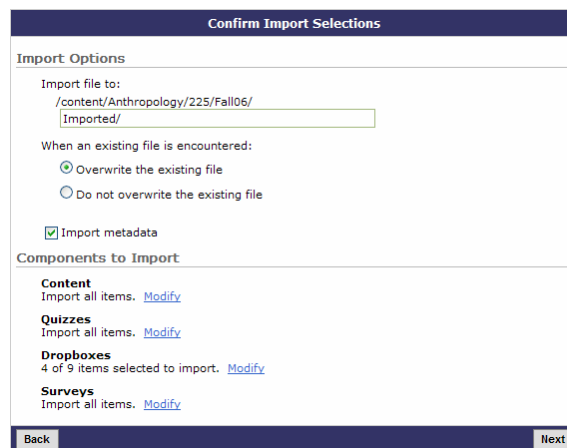 Confirm Import Selections
Import Options
Import file to:
/content/Anthropology/225/Fall06/
Imported/
When an existing file is encountered:
Overwrite the existing file
Do not overwrite the existing file
Import metadata
Components to Import
Content
Import all items. Modify
Quizzes
Import all items. Modify
Dropboxes
4 of 9 items selected to import. Modify
Surveys
Import all items. Modify
Back Next